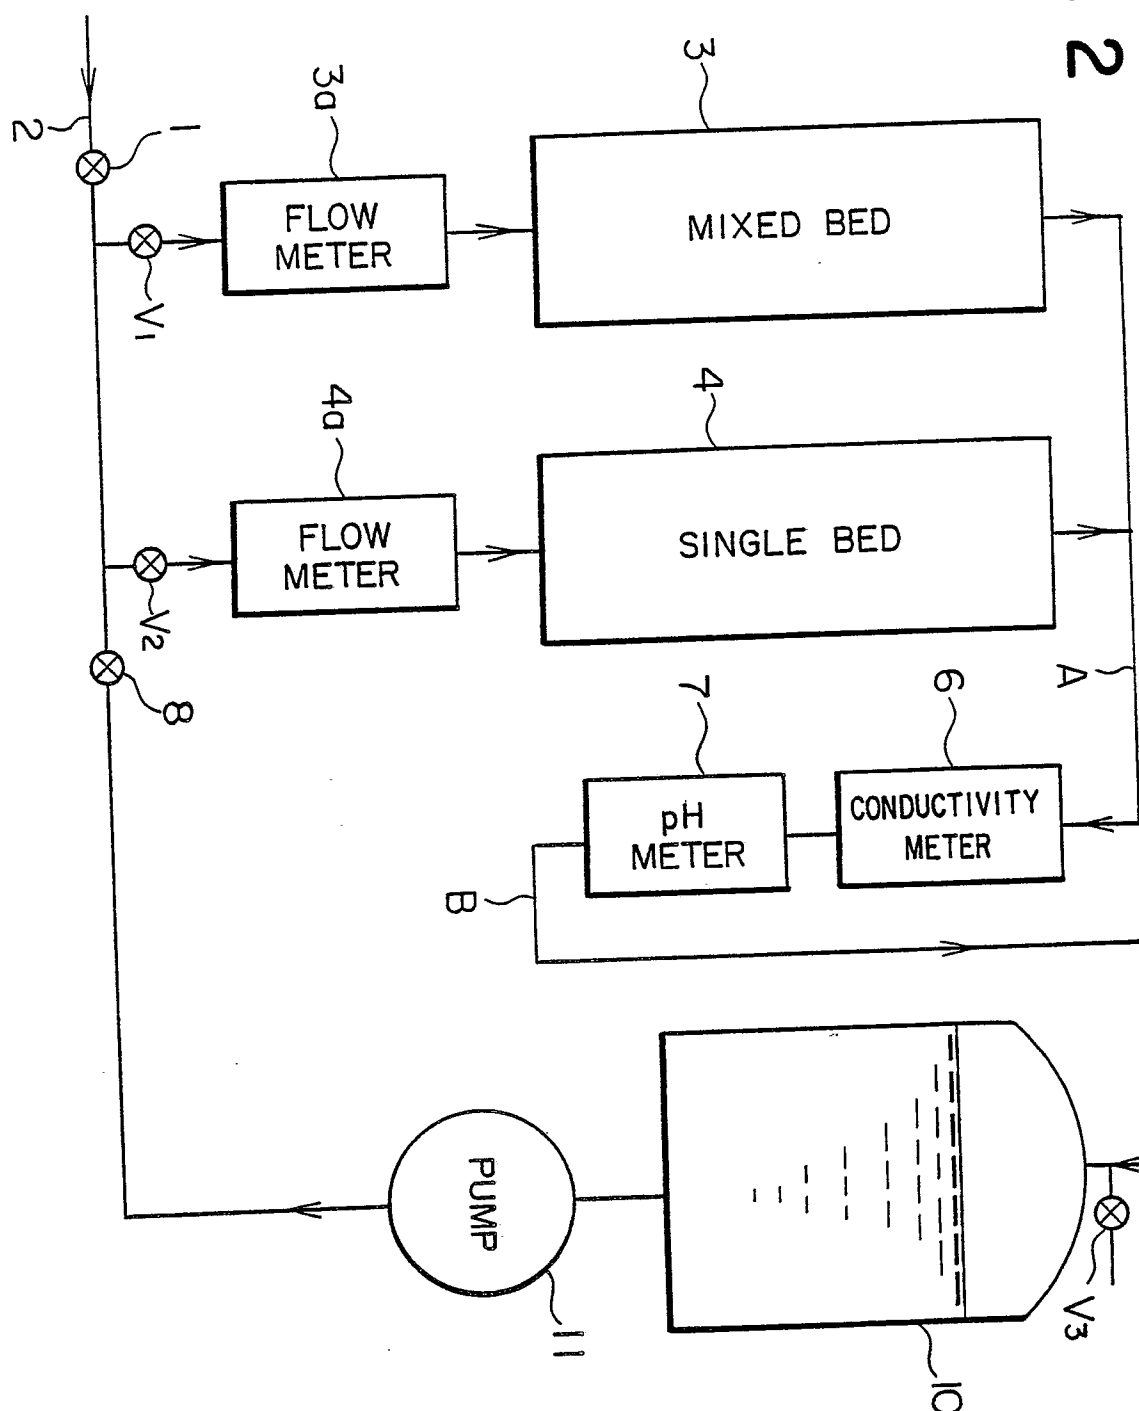 2
3
3a
1
2
FLOW
METER
MIXED BED
V1
4
4a
FLOW
METER
SINGLE BED
V2
8
A
7
6
pH
METER
CONDUCTIVITY
METER
B
PUMP
11
V3
10